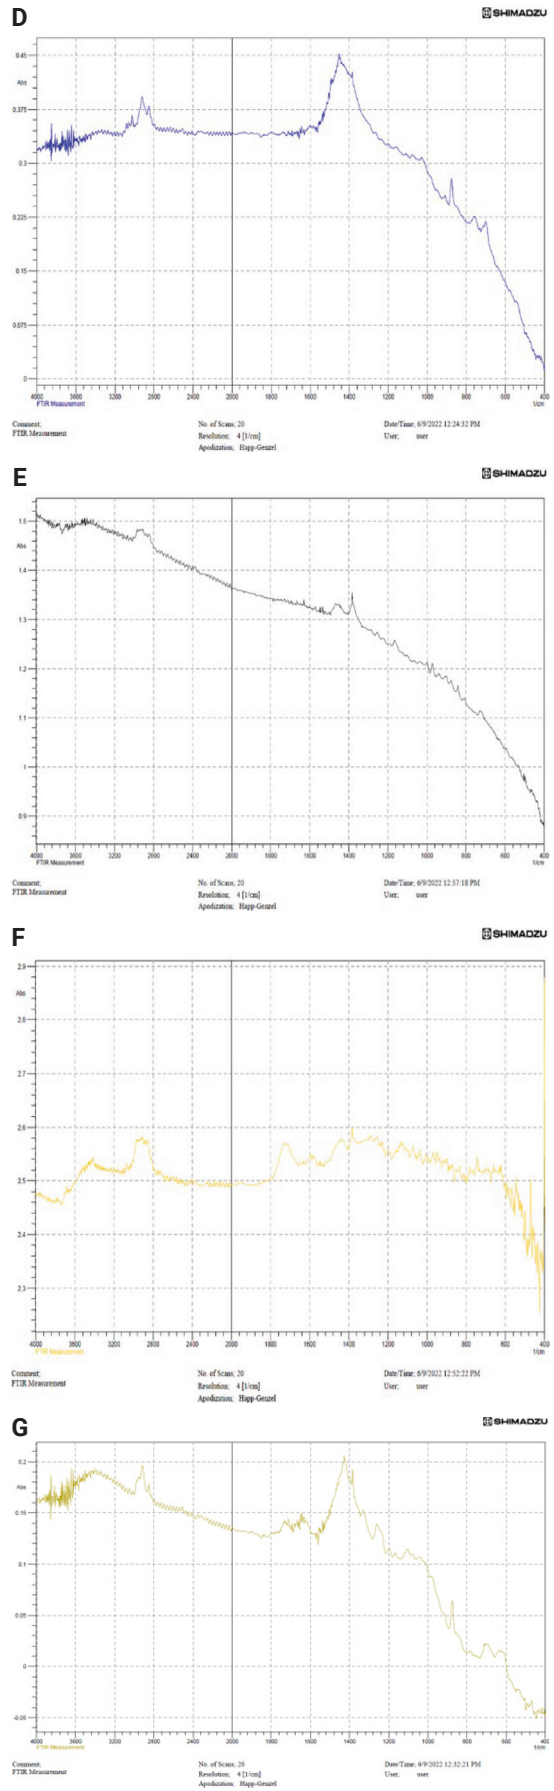 D
SHIMADZU
0.45
Abs
0.375
0.3
0.225
0.15
0.075
0
4000 3600 3200 2800 2400 2000 1800 1600 1400 1200 1000 800 600 400
FTIR Measurement 1/cm
Comment; No. of Scans; 20 Date/Time; 6/9/2022 12:24:32 PM
FTIR Measurement Resolution; 4 [1/cm] User; user
Apodization; Happ-Genzel
E
SHIMADZU
1.5
Abs
1.4
1.3
1.2
1.1
1
0.9
4000 3600 3200 2800 2400 2000 1800 1600 1400 1200 1000 800 600 400
FTIR Measurement 1/cm
Comment; No. of Scans; 20 Date/Time; 6/9/2022 12:57:18 PM
FTIR Measurement Resolution; 4 [1/cm] User; user
Apodization; Happ-Genzel
F
SHIMADZU
2.9
Abs
2.8
2.7
2.6
2.5
2.4
2.3
4000 3600 3200 2800 2400 2000 1800 1600 1400 1200 1000 800 600 400
FTIR Measurement 1/cm
Comment; No. of Scans; 20 Date/Time; 6/9/2022 12:52:22 PM
FTIR Measurement Resolution; 4 [1/cm] User; user
Apodization; Happ-Genzel
G
SHIMADZU
0.2
Abs
0.15
0.1
0.05
0
-0.05
4000 3600 3200 2800 2400 2000 1800 1600 1400 1200 1000 800 600 400
FTIR Measurement 1/cm
Comment; No. of Scans; 20 Date/Time; 6/9/2022 12:32:21 PM
FTIR Measurement Resolution; 4 [1/cm] User; user
Apodization; Happ-Genzel